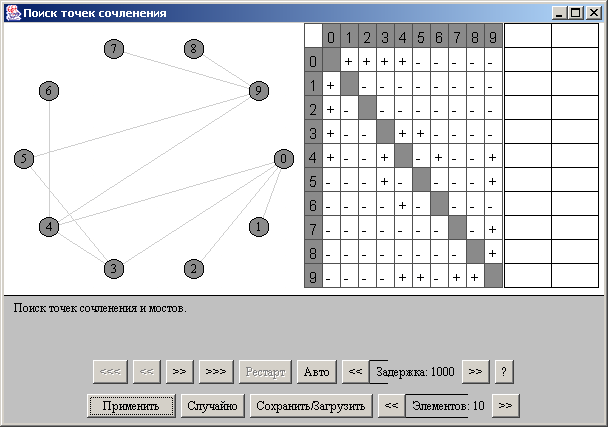 Поиск точек сочленения
7 8
6 9
5 0
4 1
3 2
0 1 2 3 4 5 6 7 8 9
0 + + + + - - - - -
1 + - - - - - - - -
2 + - - - - - - - -
3 + - - + + - - - -
4 + - - + - + - - +
5 - - - + - - - - +
6 - - - - + - - - -
7 - - - - - - - - +
8 - - - - - - - - +
9 - - - - + + - + +
Поиск точек сочленения и мостов.
<<< << >> >>> Рестарт Авто << Задержка: 1000 >> ?
Применить Случайно Сохранить/Загрузить << Элементов: 10 >>